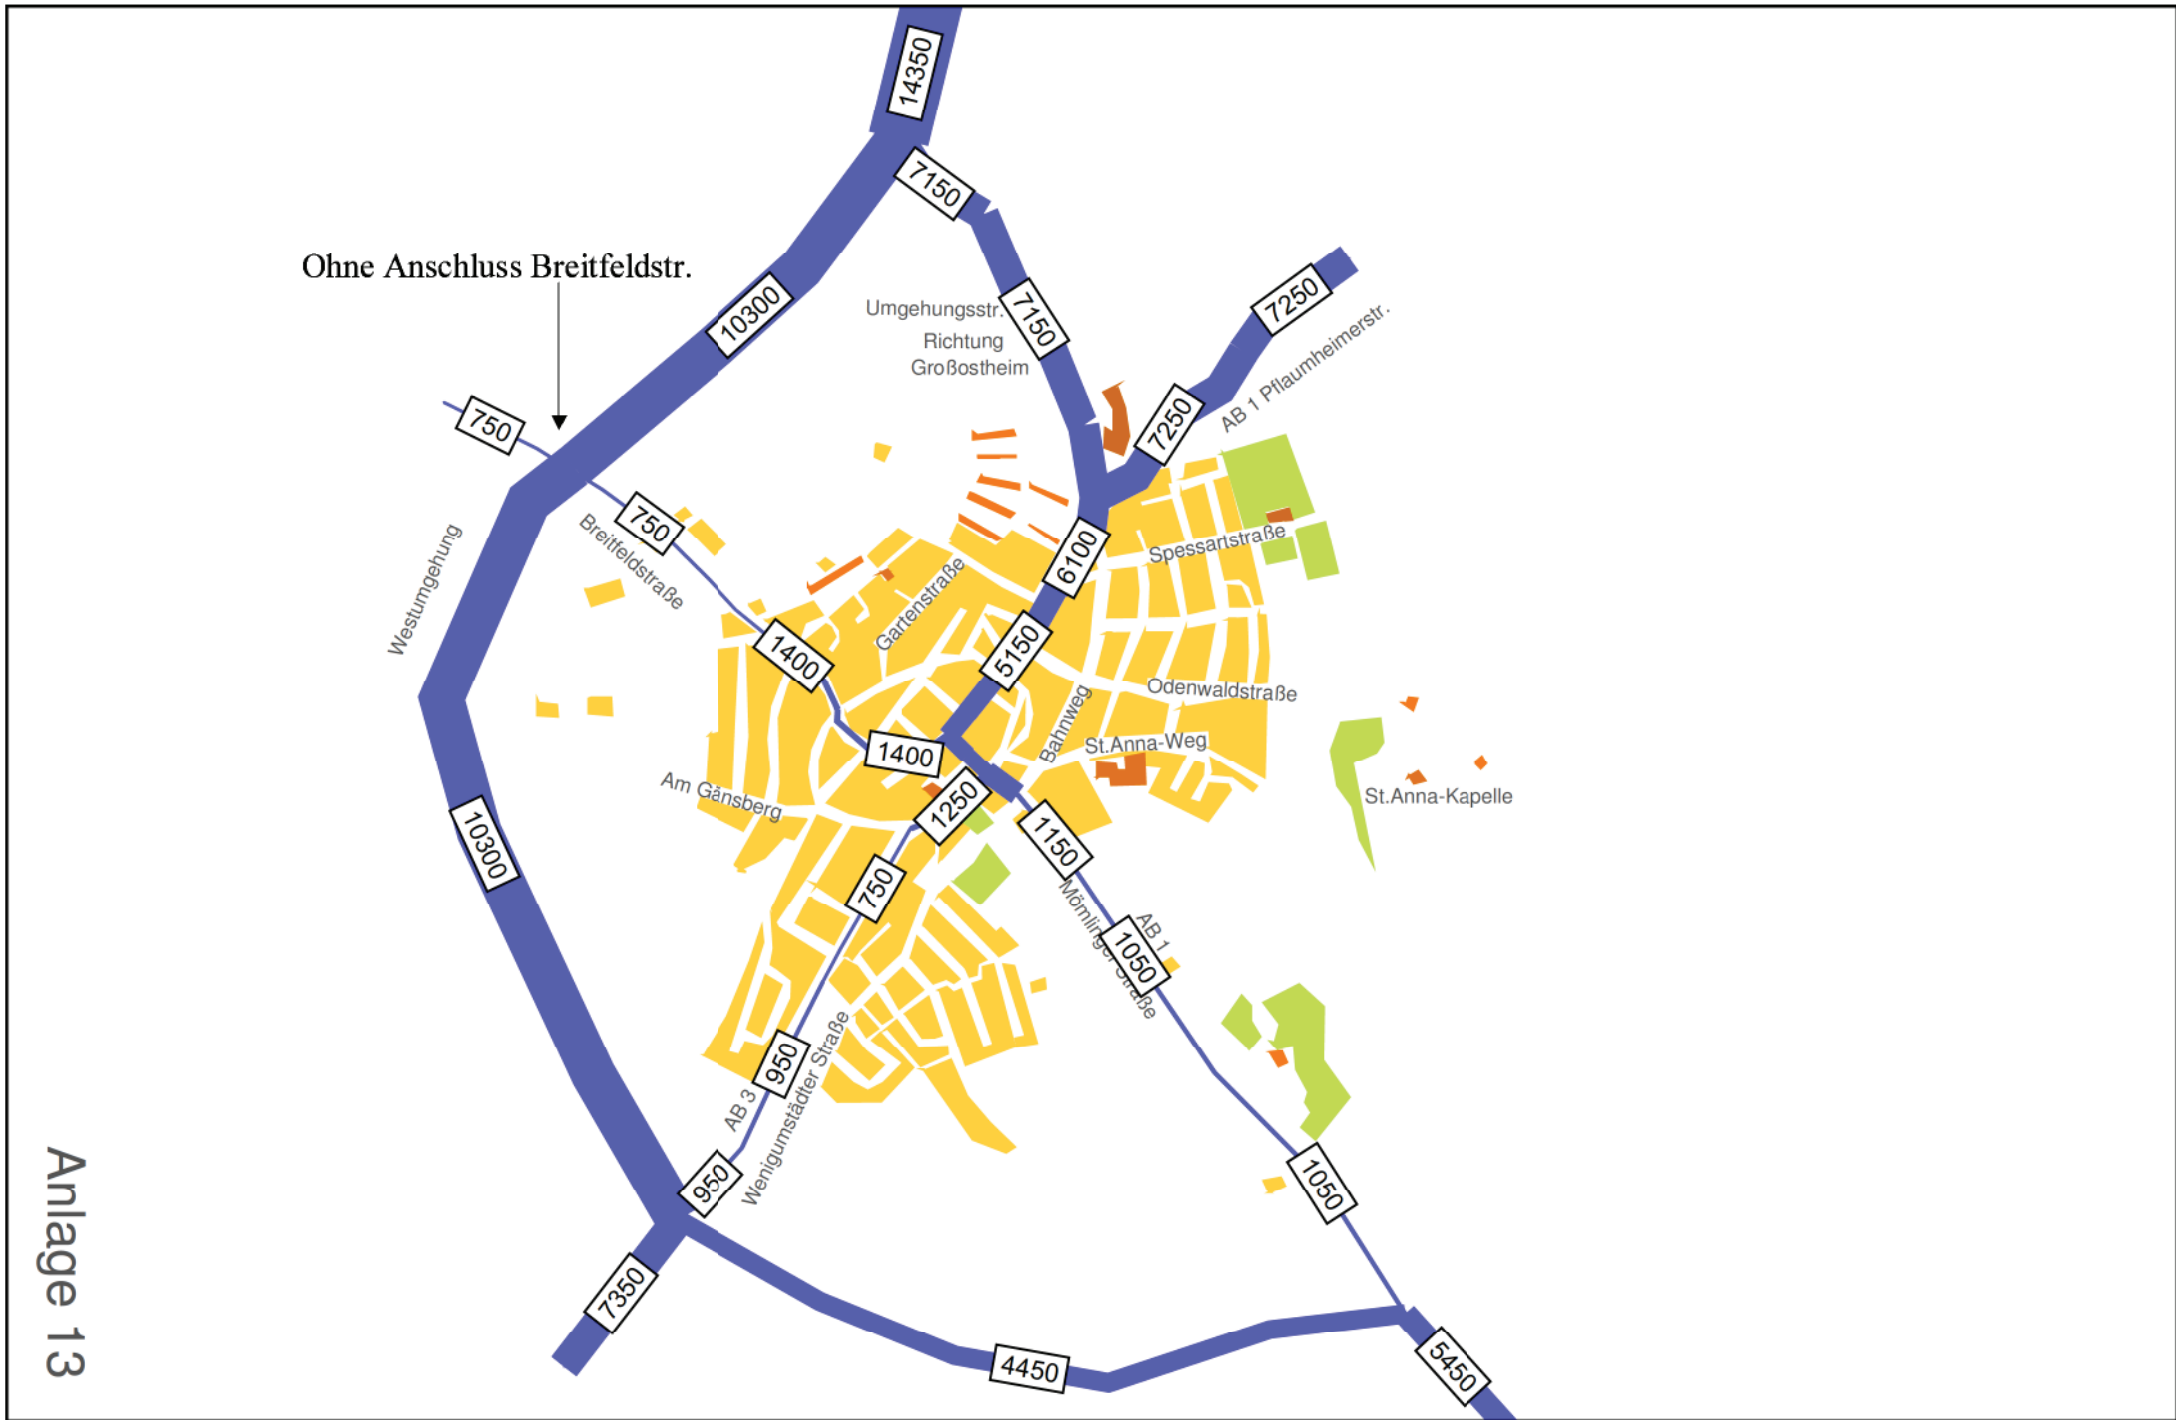 14350
7150
Ohne Anschluss Breitfeldstr.
10300
7150
Umgehungsstr.
Richtung
Großostheim
7250
AB 1 Pflaumheimerstr.
7250
750
750
Breitfeldstraße
Westumgehung
6100
Spessartstraße
Gartenstraße
5150
1400
Odenwaldstraße
Bahnweg
St.Anna-Weg
1400
Am Gänsberg
1250
St.Anna-Kapelle
10300
1150
750
Mömlinger Straße
AB 1
1050
950
AB 3
Wenigumstädter Straße
950
1050
7350
4450
5450
Anlage 13